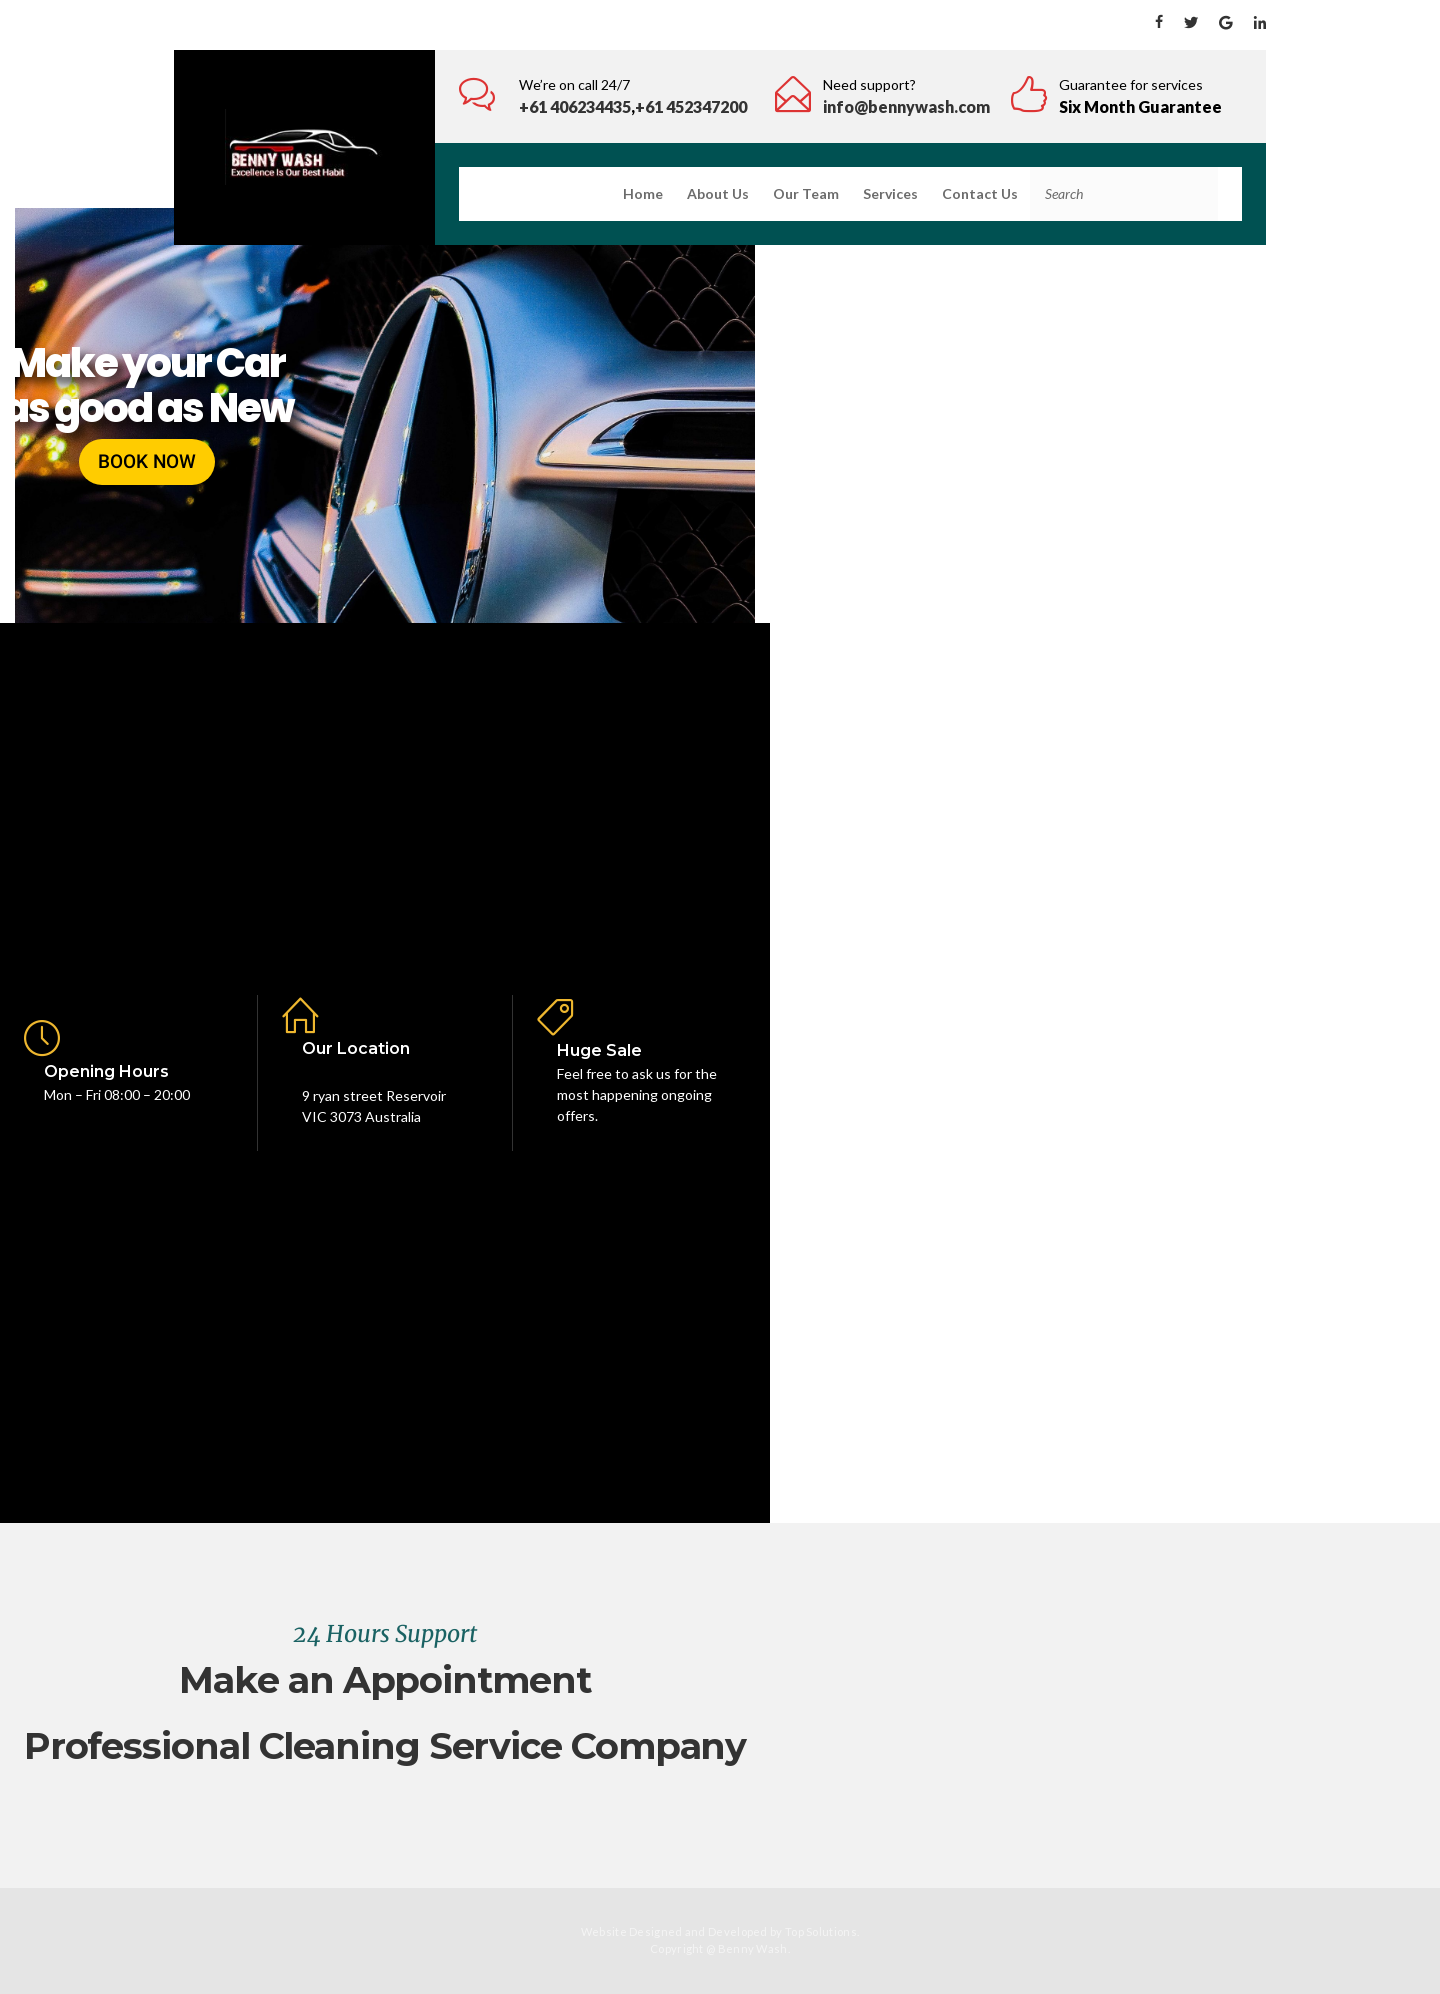 We’re on call 24/7
+61 406234435,+61 452347200
Need support?
info@bennywash.com
Guarantee for services
Six Month Guarantee
BENNY WASH
Excellence Is Our Best Habit
Home About Us Our Team Services Contact Us Search
Make your Car
as good as New
BOOK NOW
Opening Hours
Mon – Fri 08:00 – 20:00
Our Location
9 ryan street Reservoir
VIC 3073 Australia
Huge Sale
Feel free to ask us for the
most happening ongoing
offers.
24 Hours Support
Make an Appointment
Professional Cleaning Service Company
Website Designed and Developed by Top Solutions.
Copyright @ Benny Wash.